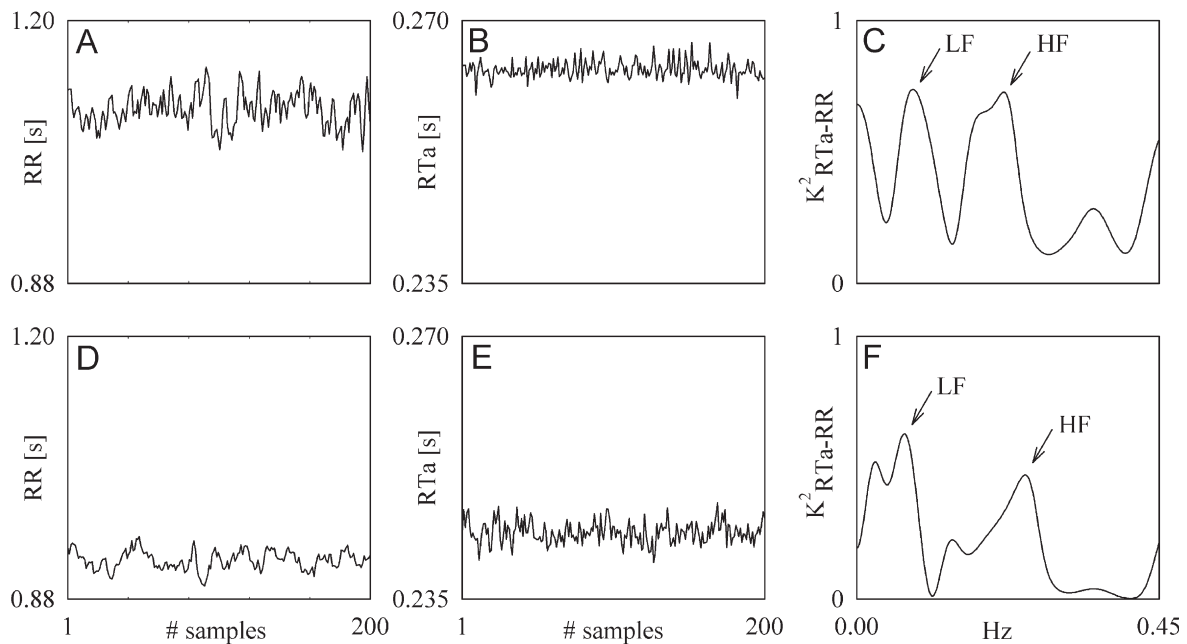 1.20
A
RR [s]
0.88
0.270
B
RTa [s]
0.235
1
C
LF
HF
K²RTa-RR
0
1.20
D
RR [s]
0.88
1
# samples
200
0.270
E
RTa [s]
0.235
1
# samples
200
1
F
LF
HF
K²RTa-RR
0
0.00
Hz
0.45